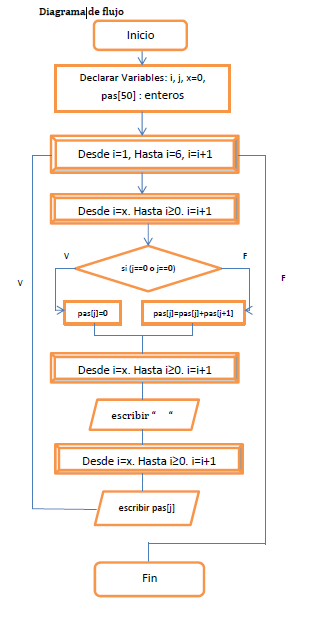 Diagrama de flujo
Inicio
Declarar Variables: i, j, x=0,
pas[50] : enteros
Desde i=1, Hasta i=6, i=i+1
Desde i=x. Hasta i≥0. i=i+1
V
F
si (j==0 o j==0)
V
F
pas[j]=0
pas[j]=pas[j]+pas[j+1]
Desde i=x. Hasta i≥0. i=i+1
escribir “ “
Desde i=x. Hasta i≥0. i=i+1
escribir pas[j]
Fin